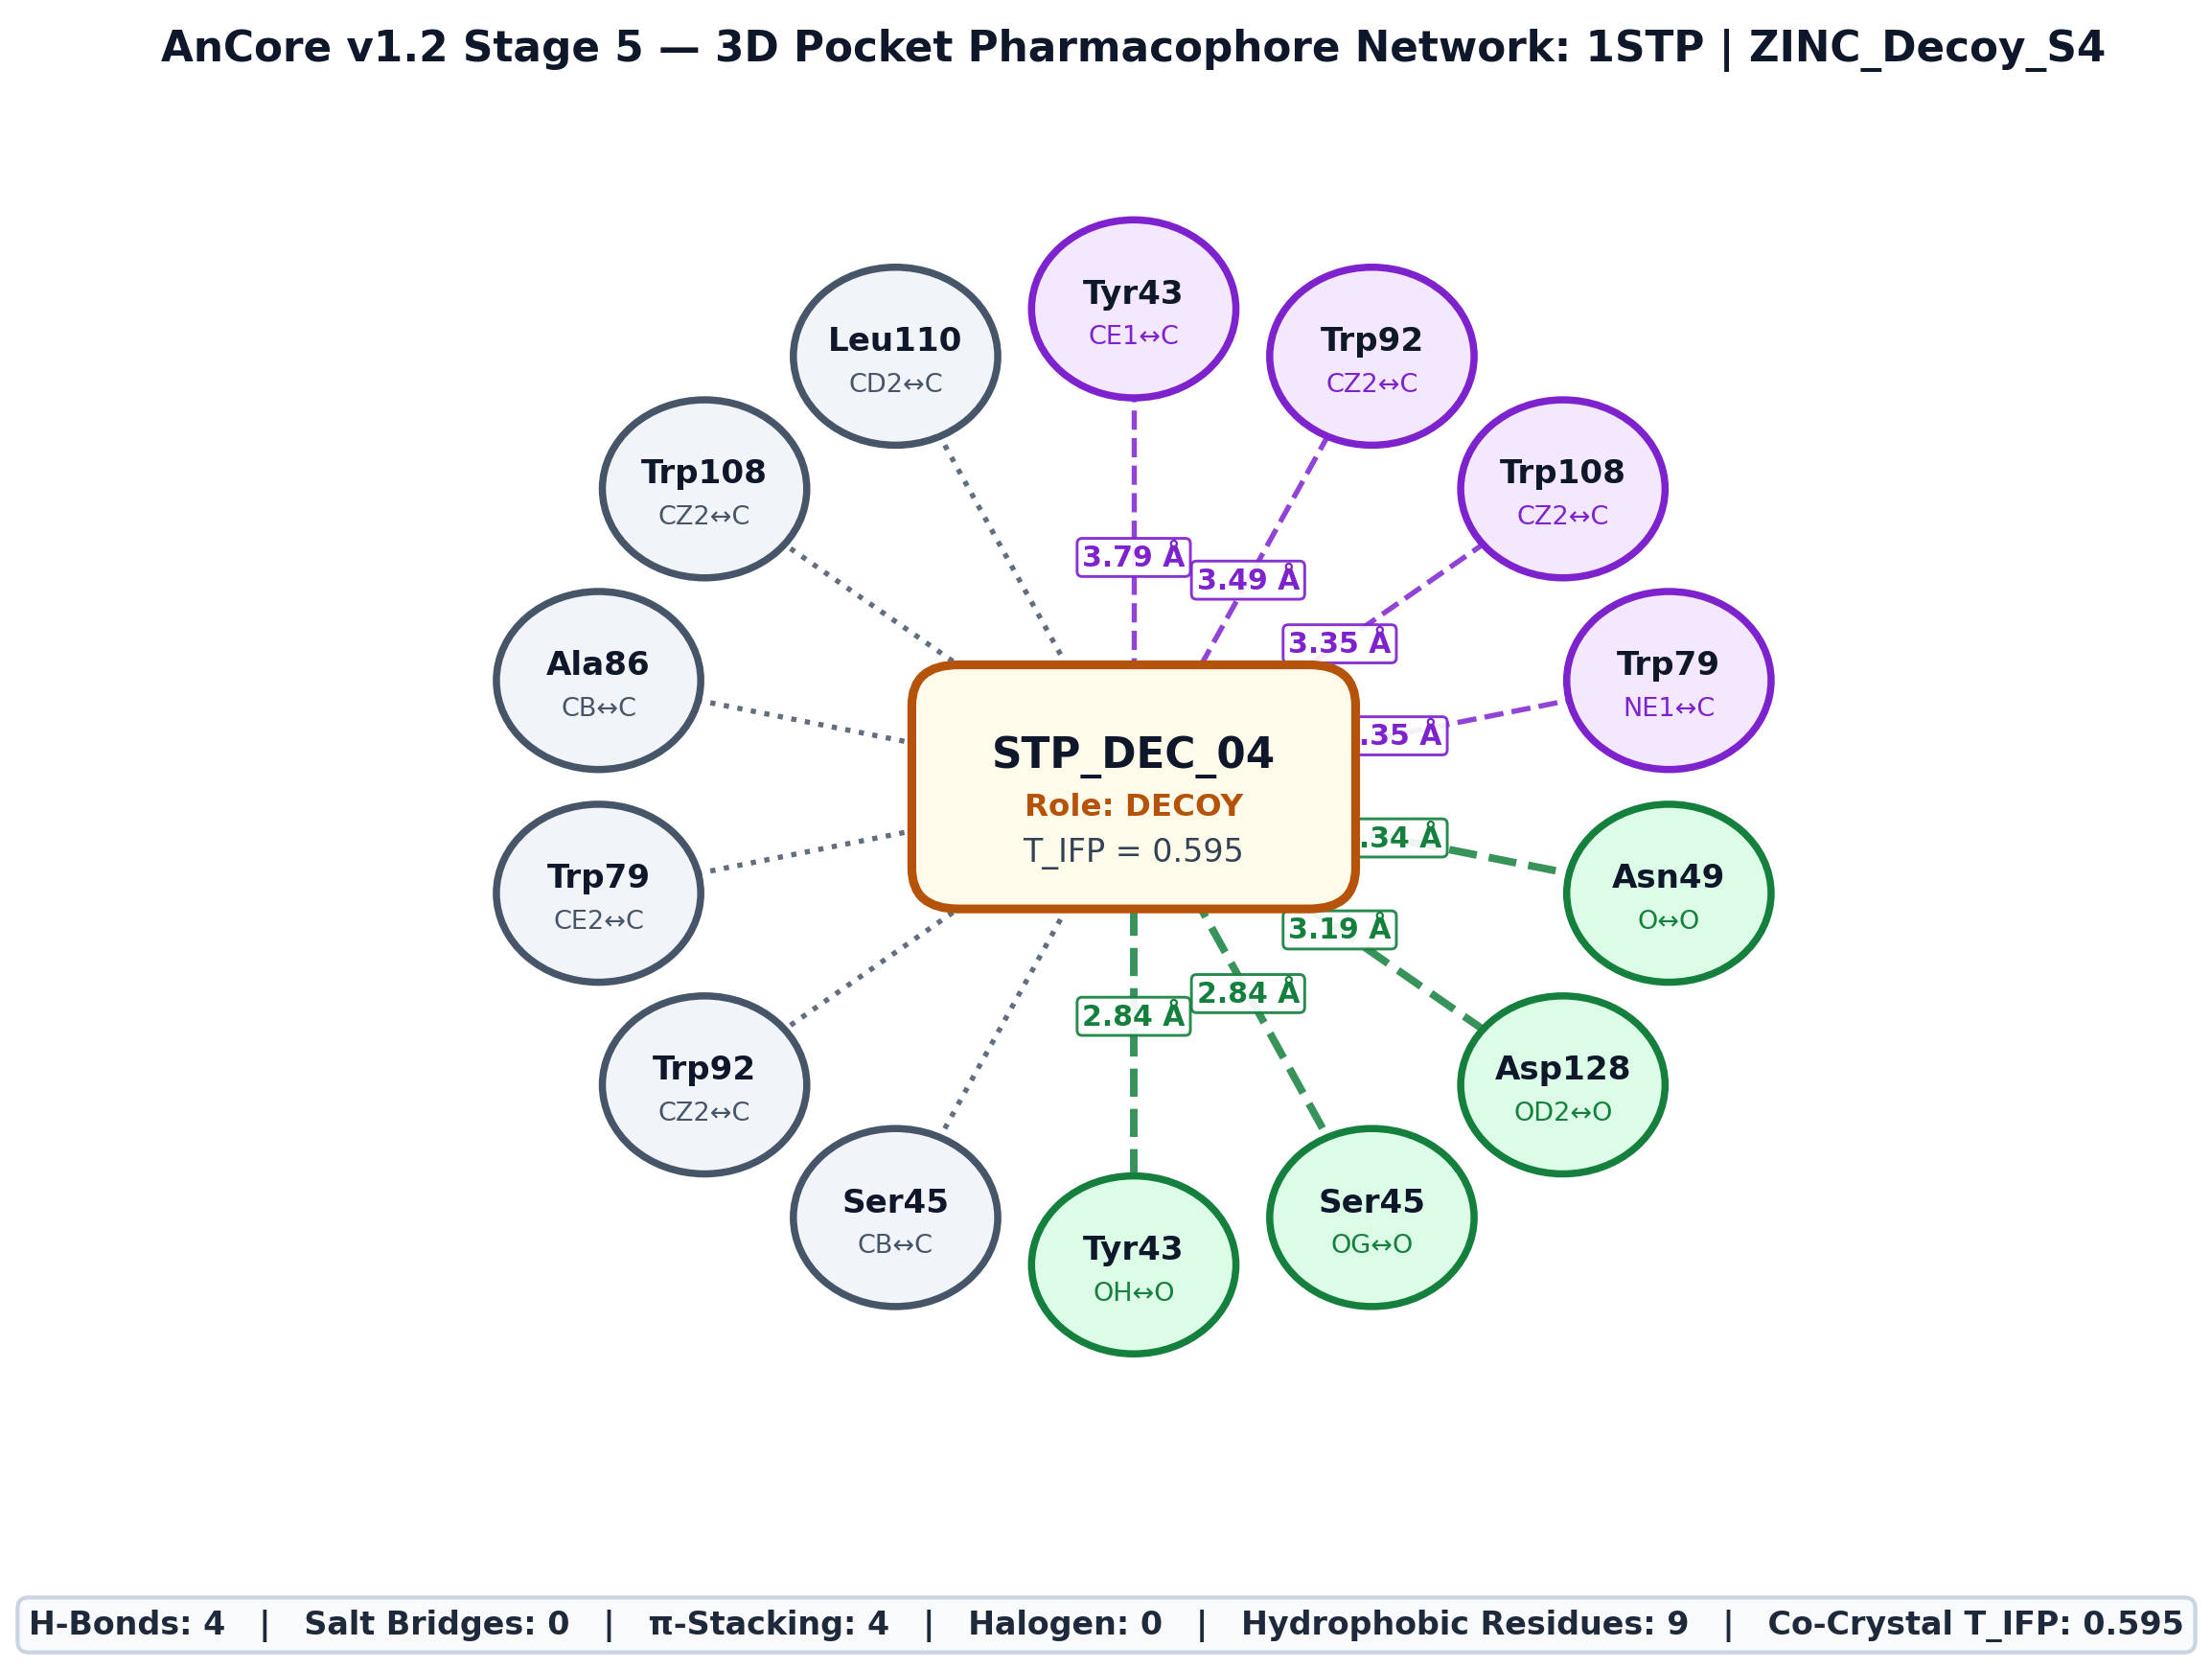 AnCore v1.2 Stage 5 — 3D Pocket Pharmacophore Network: 1STP | ZINC_Decoy_S4
Tyr43
CE1↔C
Leu110
CD2↔C
Trp92
CZ2↔C
Trp108
CZ2↔C
Trp108
CZ2↔C
3.79 Å
3.49 Å
3.35 Å
Ala86
CB↔C
Trp79
NE1↔C
.35 Å
STP_DEC_04
Role: DECOY
T_IFP = 0.595
.34 Å
Trp79
CE2↔C
Asn49
O↔O
3.19 Å
2.84 Å
2.84 Å
Trp92
CZ2↔C
Asp128
OD2↔O
Ser45
CB↔C
Ser45
OG↔O
Tyr43
OH↔O
H-Bonds: 4 | Salt Bridges: 0 | π-Stacking: 4 | Halogen: 0 | Hydrophobic Residues: 9 | Co-Crystal T_IFP: 0.595